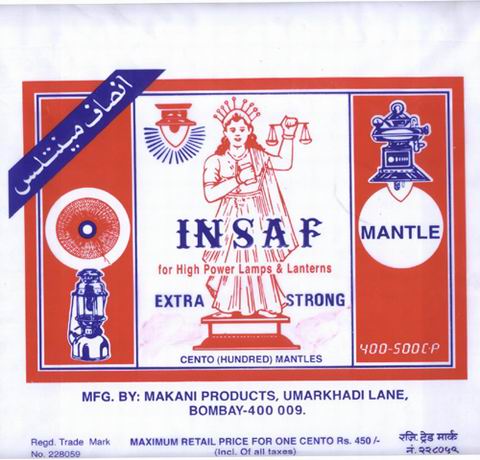 انصاف مینٹلس
INSAF
for High Power Lamps & Lanterns
EXTRA STRONG
CENTO (HUNDRED) MANTLES
MANTLE
400-500C·P
MFG. BY: MAKANI PRODUCTS, UMARKHADI LANE,
BOMBAY-400 009.
Regd. Trade Mark
No. 228059
MAXIMUM RETAIL PRICE FOR ONE CENTO Rs. 450 /-
(Incl. Of all taxes)
रजि. ट्रेड मार्क
नं. २२८०५९